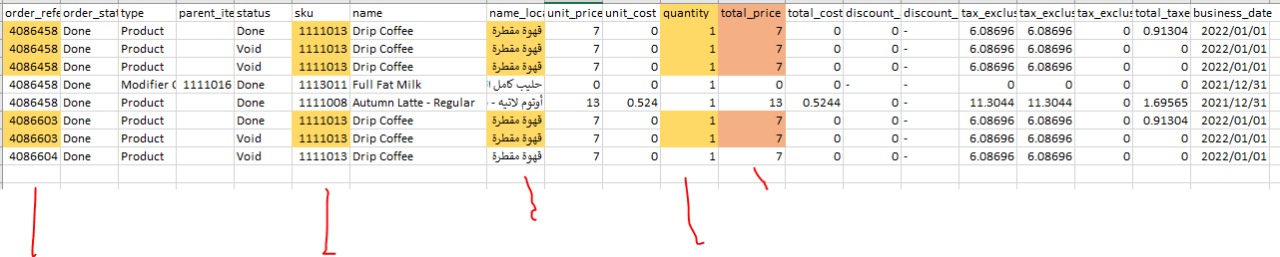 order_refe order_stat type parent_ite status sku name name_loca unit_price unit_cost quantity total_price total_cost discount_ discount_ tax_exclus tax_exclus tax_exclus total_taxe business_date
4086458 Done Product Done 1111013 Drip Coffee قهوة مقطرة 7 0 1 7 0 0 - 6.08696 6.08696 0 0.91304 2022/01/01
4086458 Done Product Void 1111013 Drip Coffee قهوة مقطرة 7 0 1 7 0 0 - 6.08696 6.08696 0 0 2022/01/01
4086458 Done Product Void 1111013 Drip Coffee قهوة مقطرة 7 0 1 7 0 0 - 6.08696 6.08696 0 0 2022/01/01
4086458 Done Modifier 1111016 Done 1113011 Full Fat Milk حليب كامل 0 0 1 0 0 - - 0 0 0 0 2021/12/31
4086458 Done Product Done 1111008 Autumn Latte - Regular أوتوم لاتيه - 13 0.524 1 13 0.5244 0 - 11.3044 11.3044 0 1.69565 2021/12/31
4086603 Done Product Done 1111013 Drip Coffee قهوة مقطرة 7 0 1 7 0 0 - 6.08696 6.08696 0 0.91304 2022/01/01
4086603 Done Product Void 1111013 Drip Coffee قهوة مقطرة 7 0 1 7 0 0 - 6.08696 6.08696 0 0 2022/01/01
4086604 Done Product Void 1111013 Drip Coffee قهوة مقطرة 7 0 1 7 0 0 - 6.08696 6.08696 0 0 2022/01/01